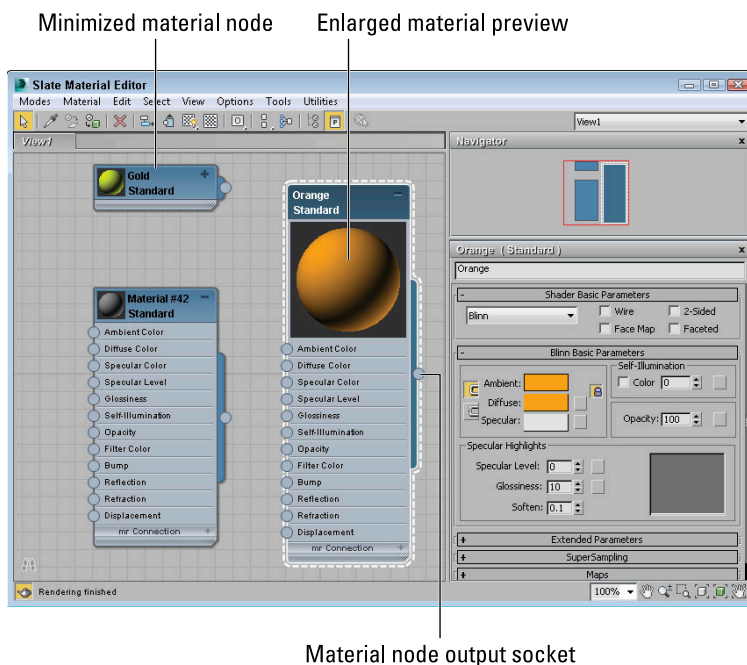 Minimized material node
Enlarged material preview
Slate Material Editor
Modes Material Edit Select View Options Tools Utilities
View1
View1
Navigator
Gold
Standard
Orange
Standard
Material #42
Standard
Ambient Color
Diffuse Color
Specular Color
Specular Level
Glossiness
Self-Illumination
Opacity
Filter Color
Bump
Reflection
Refraction
Displacement
mr Connection
Ambient Color
Diffuse Color
Specular Color
Specular Level
Glossiness
Self-Illumination
Opacity
Filter Color
Bump
Reflection
Refraction
Displacement
mr Connection
Orange ( Standard )
Orange
Shader Basic Parameters
Blinn
Wire
2-Sided
Face Map
Faceted
Blinn Basic Parameters
Self-Illumination
Ambient:
Color 0
Diffuse:
Specular:
Opacity: 100
Specular Highlights
Specular Level: 0
Glossiness: 10
Soften: 0.1
Extended Parameters
SuperSampling
Maps
Rendering finished
100%
Material node output socket